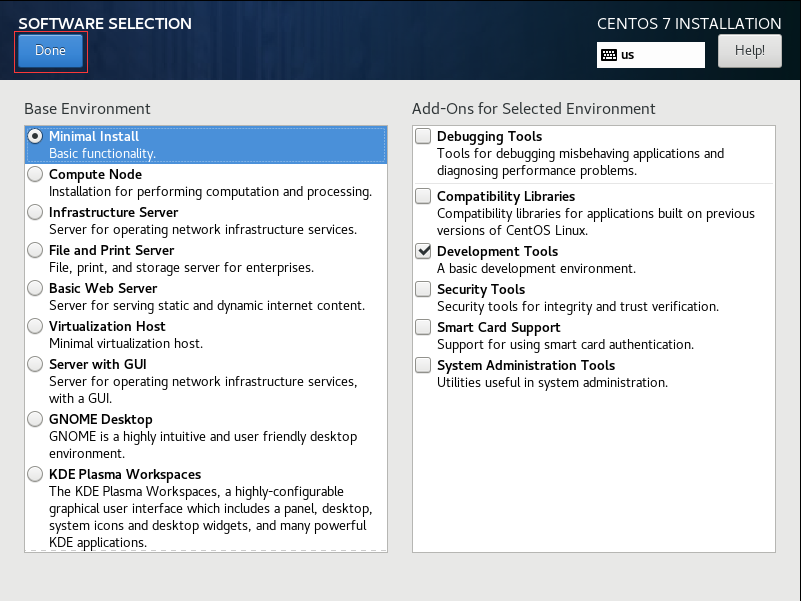 SOFTWARE SELECTION
CENTOS 7 INSTALLATION
Done
us
Help!
Base Environment
Minimal Install
Basic functionality.
Compute Node
Installation for performing computation and processing.
Infrastructure Server
Server for operating network infrastructure services.
File and Print Server
File, print, and storage server for enterprises.
Basic Web Server
Server for serving static and dynamic internet content.
Virtualization Host
Minimal virtualization host.
Server with GUI
Server for operating network infrastructure services,
with a GUI.
GNOME Desktop
GNOME is a highly intuitive and user friendly desktop
environment.
KDE Plasma Workspaces
The KDE Plasma Workspaces, a highly-configurable
graphical user interface which includes a panel, desktop,
system icons and desktop widgets, and many powerful
KDE applications.
Add-Ons for Selected Environment
Debugging Tools
Tools for debugging misbehaving applications and
diagnosing performance problems.
Compatibility Libraries
Compatibility libraries for applications built on previous
versions of CentOS Linux.
Development Tools
A basic development environment.
Security Tools
Security tools for integrity and trust verification.
Smart Card Support
Support for using smart card authentication.
System Administration Tools
Utilities useful in system administration.